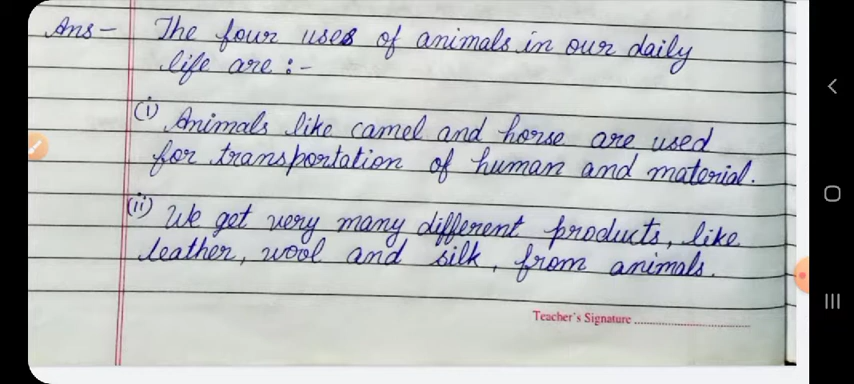 Ans - The four uses of animals in our daily
life are :-
(i) Animals like camel and horse are used
for transportation of human and material.
(ii) We get very many different products, like
leather, wool and silk, from animals.
Teacher's Signature ........................